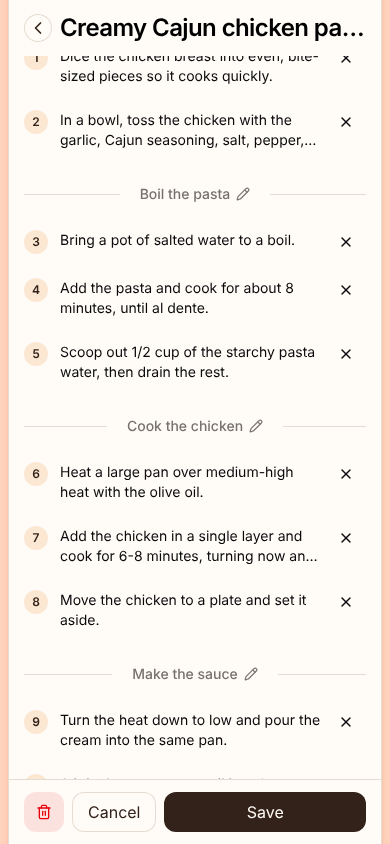 Creamy Cajun chicken pa...
1 Dice the chicken breast into even, bite-
sized pieces so it cooks quickly.
2 In a bowl, toss the chicken with the
garlic, Cajun seasoning, salt, pepper,...
Boil the pasta
3 Bring a pot of salted water to a boil.
4 Add the pasta and cook for about 8
minutes, until al dente.
5 Scoop out 1/2 cup of the starchy pasta
water, then drain the rest.
Cook the chicken
6 Heat a large pan over medium-high
heat with the olive oil.
7 Add the chicken in a single layer and
cook for 6-8 minutes, turning now an...
8 Move the chicken to a plate and set it
aside.
Make the sauce
9 Turn the heat down to low and pour the
cream into the same pan.
Cancel
Save